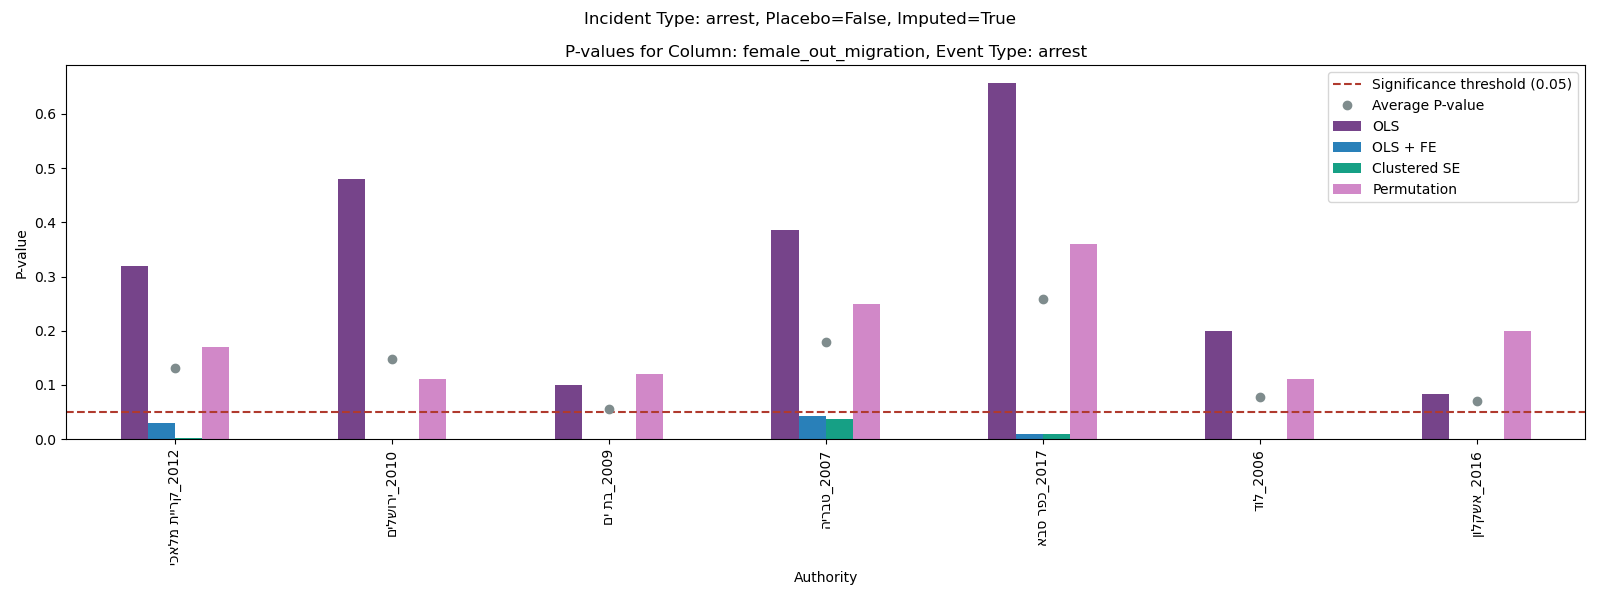 Incident Type: arrest, Placebo=False, Imputed=True
P-values for Column: female_out_migration, Event Type: arrest
Significance threshold (0.05)
Average P-value
OLS
OLS + FE
Clustered SE
Permutation
P-value
0.6
0.5
0.4
0.3
0.2
0.1
0.0
קריית מלאכי_2012
ירושלים_2010
בת ים_2009
טבריה_2007
כפר סבא_2017
לוד_2006
אשקלון_2016
Authority